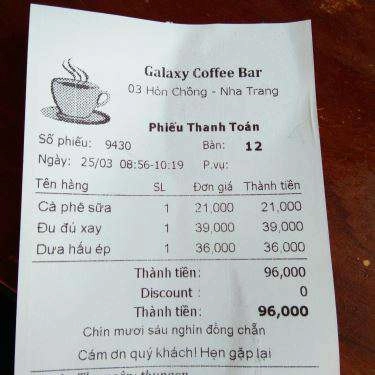 Galaxy Coffee Bar
03 Hòn Chồng - Nha Trang
Phiếu Thanh Toán
Số phiếu: 9430 Bàn: 12
Ngày: 25/03 08:56-10:19 P.vụ:
Tên hàng SL Đơn giá Thành tiền
Cà phê sữa 1 21,000 21,000
Đu đủ xay 1 39,000 39,000
Dưa hấu ép 1 36,000 36,000
Thành tiền: 96,000
Discount : 0
Thành tiền: 96,000
Chín mươi sáu nghìn đồng chẵn
Cám ơn quý khách! Hẹn gặp lại